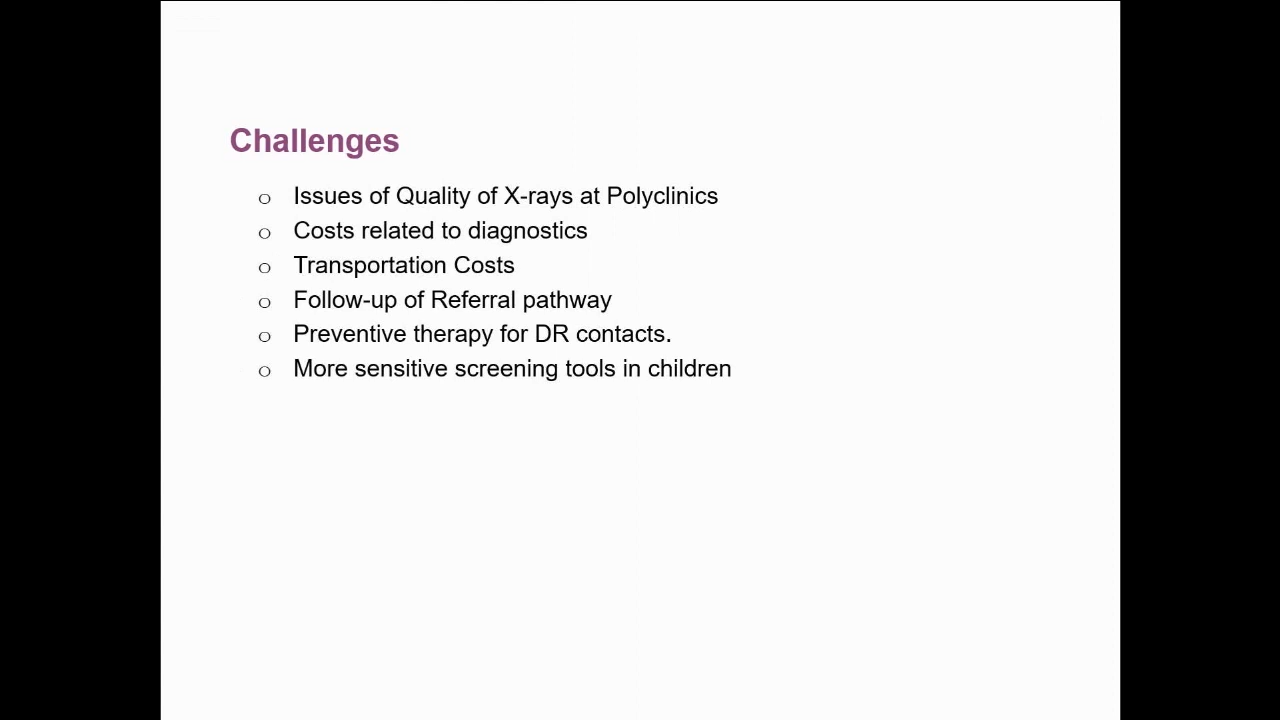 Challenges
o Issues of Quality of X-rays at Polyclinics
o Costs related to diagnostics
o Transportation Costs
o Follow-up of Referral pathway
o Preventive therapy for DR contacts.
o More sensitive screening tools in children